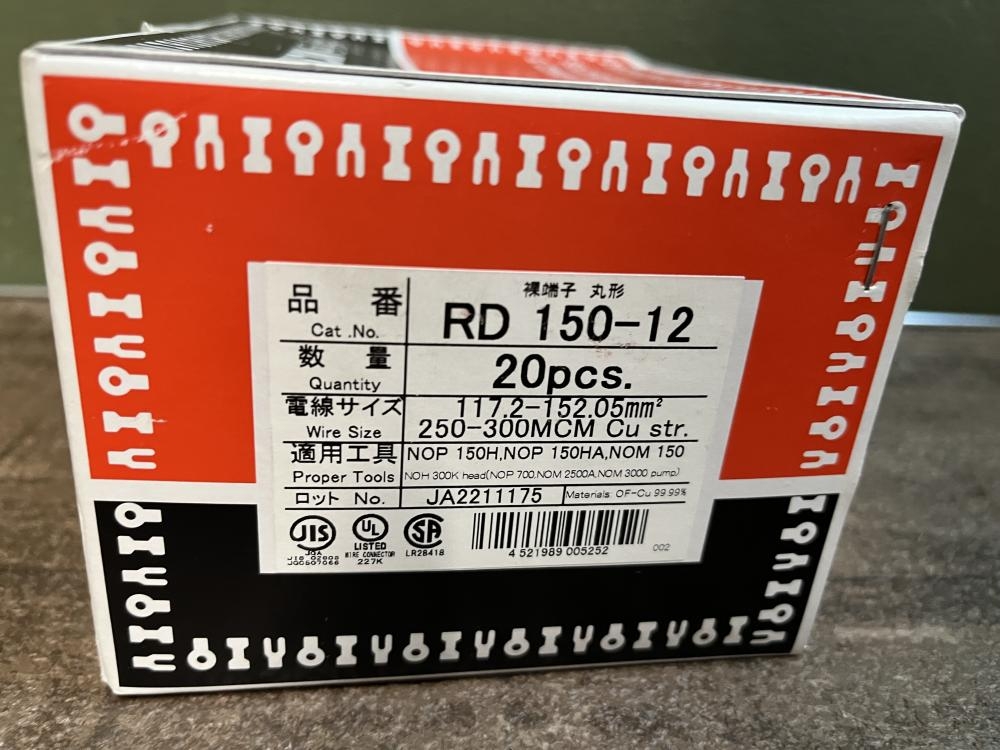 裸端子 丸形
品番 RD 150-12
Cat .No.
数量 20pcs.
Quantity
電線サイズ 117.2-152.05mm²
Wire Size 250-300MCM Cu str.
適用工具 NOP 150H,NOP 150HA,NOM 150
Proper Tools NOH 300K head(NOP 700,NOM 2500A,NOM 3000 pump)
ロット No. JA2211175 Materials: OF-Cu 99.99%
JIS UL SA
LISTED
JQA WIRE CONNECTOR LR28418
227K
4 521989 005252 002